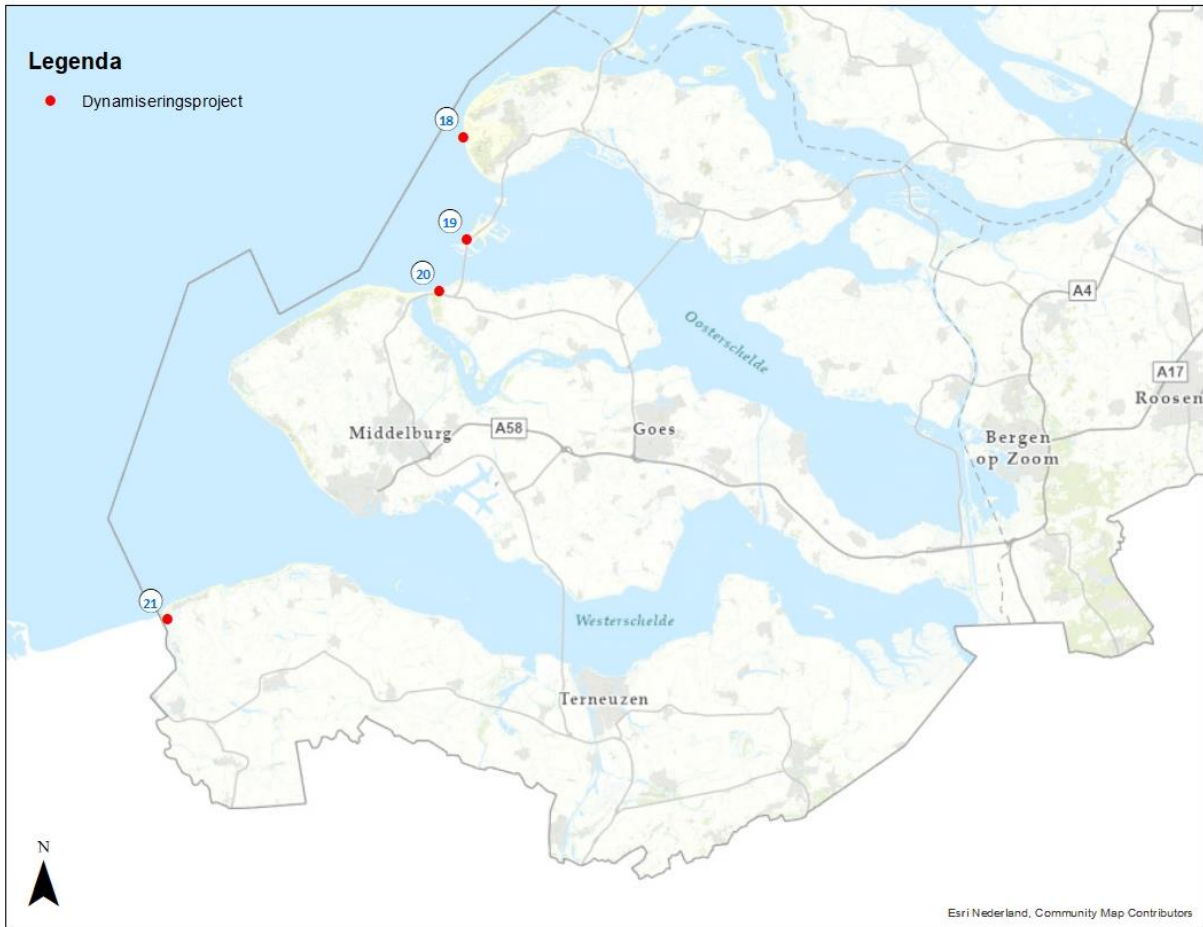 Legenda
Dynamiseringsproject
18
19
20
A4
Oosterschelde
A17
Roosen
Middelburg
A58
Goes
Bergen
op Zoom
21
Westerschelde
Terneuzen
N
Esri Nederland, Community Map Contributors